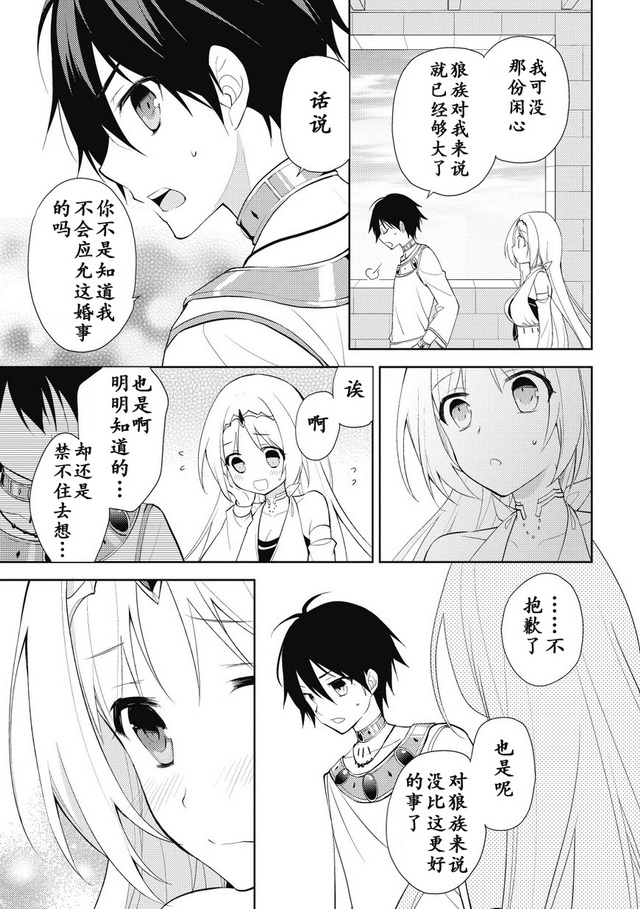 我可没
那份闲心
狼族对我来说
就已经够大了
话说
你不是知道我
不会应允这婚事
的吗
诶
啊
也是啊
明明知道的…
却还是
禁不住去想…
……不
抱歉了
也是呢
对狼族来说
没比这更好
的事了